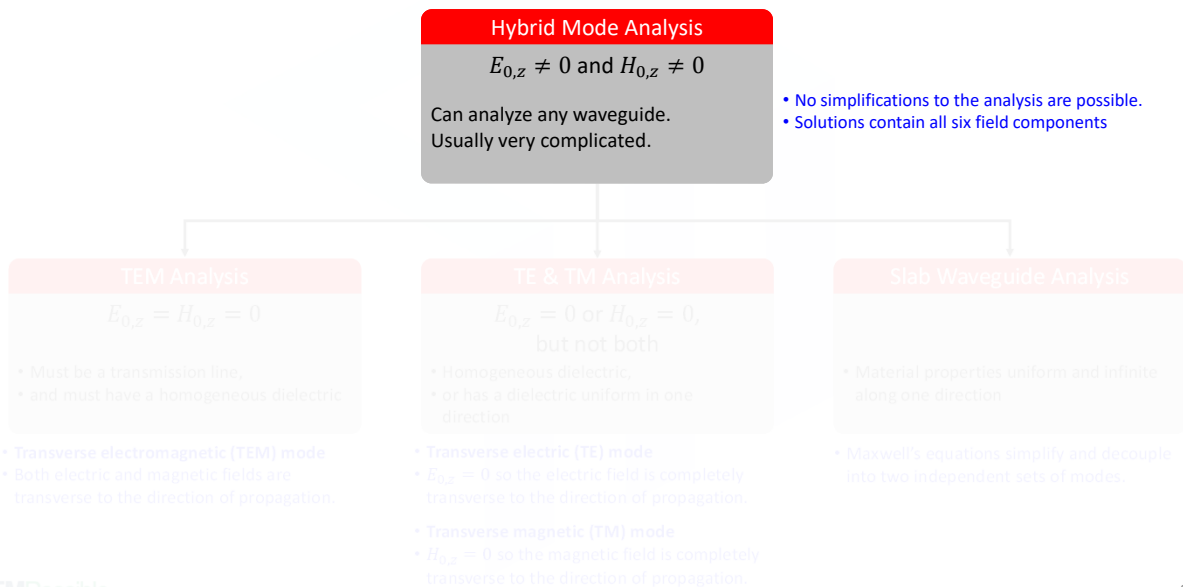 Hybrid Mode Analysis
E₀,z ≠ 0 and H₀,z ≠ 0
Can analyze any waveguide.
Usually very complicated.
• No simplifications to the analysis are possible.
• Solutions contain all six field components
TEM Analysis
E₀,z = H₀,z = 0
• Must be a transmission line,
• and must have a homogeneous dielectric
• Transverse electromagnetic (TEM) mode
• Both electric and magnetic fields are
transverse to the direction of propagation.
TE & TM Analysis
E₀,z = 0 or H₀,z = 0,
but not both
• Homogeneous dielectric,
• or has a dielectric uniform in one
direction
• Transverse electric (TE) mode
• E₀,z = 0 so the electric field is completely
transverse to the direction of propagation.
• Transverse magnetic (TM) mode
• H₀,z = 0 so the magnetic field is completely
transverse to the direction of propagation.
Slab Waveguide Analysis
• Material properties uniform and infinite
along one direction
• Maxwell's equations simplify and decouple
into two independent sets of modes.